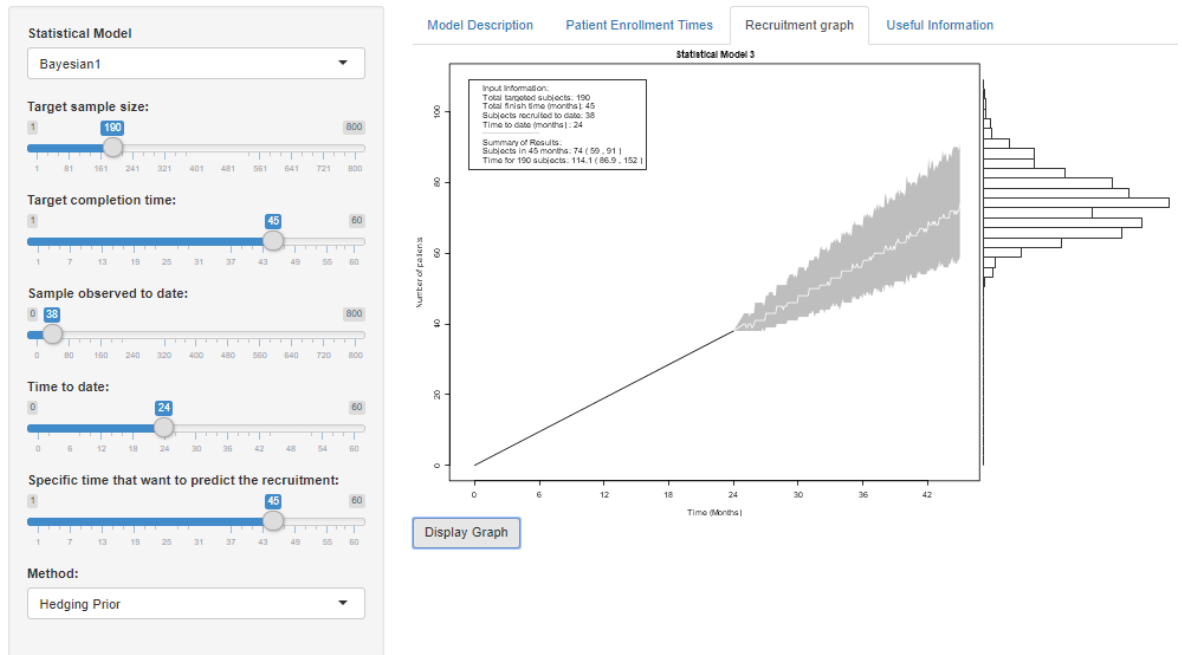 Statistical Model
Bayesian1
Target sample size:
1 190 800
1 81 161 241 321 401 481 561 641 720 800
Target completion time:
1 45 60
1 7 13 19 25 31 37 43 49 54 60
Sample observed to date:
0 38 800
0 80 160 240 320 400 480 560 640 720 800
Time to date:
0 24 60
0 6 12 18 24 30 36 42 48 54 60
Specific time that want to predict the recruitment:
1 45 60
1 7 13 19 25 31 37 43 49 54 60
Method:
Hedging Prior
Model Description Patient Enrollment Times Recruitment graph Useful Information
Statistical Model 3
Input Information:
Total targeted subjects: 190
Total finish time (months): 45
Subjects recruited to date: 38
Time to date (months) : 24
Summary of Results:
Subjects in 45 months: 74 ( 59 , 91 )
Time for 190 subjects: 114.1 ( 86.9 , 152 )
Number of patients
100
80
60
40
20
0
0 6 12 18 24 30 36 42
Time (Months)
Display Graph